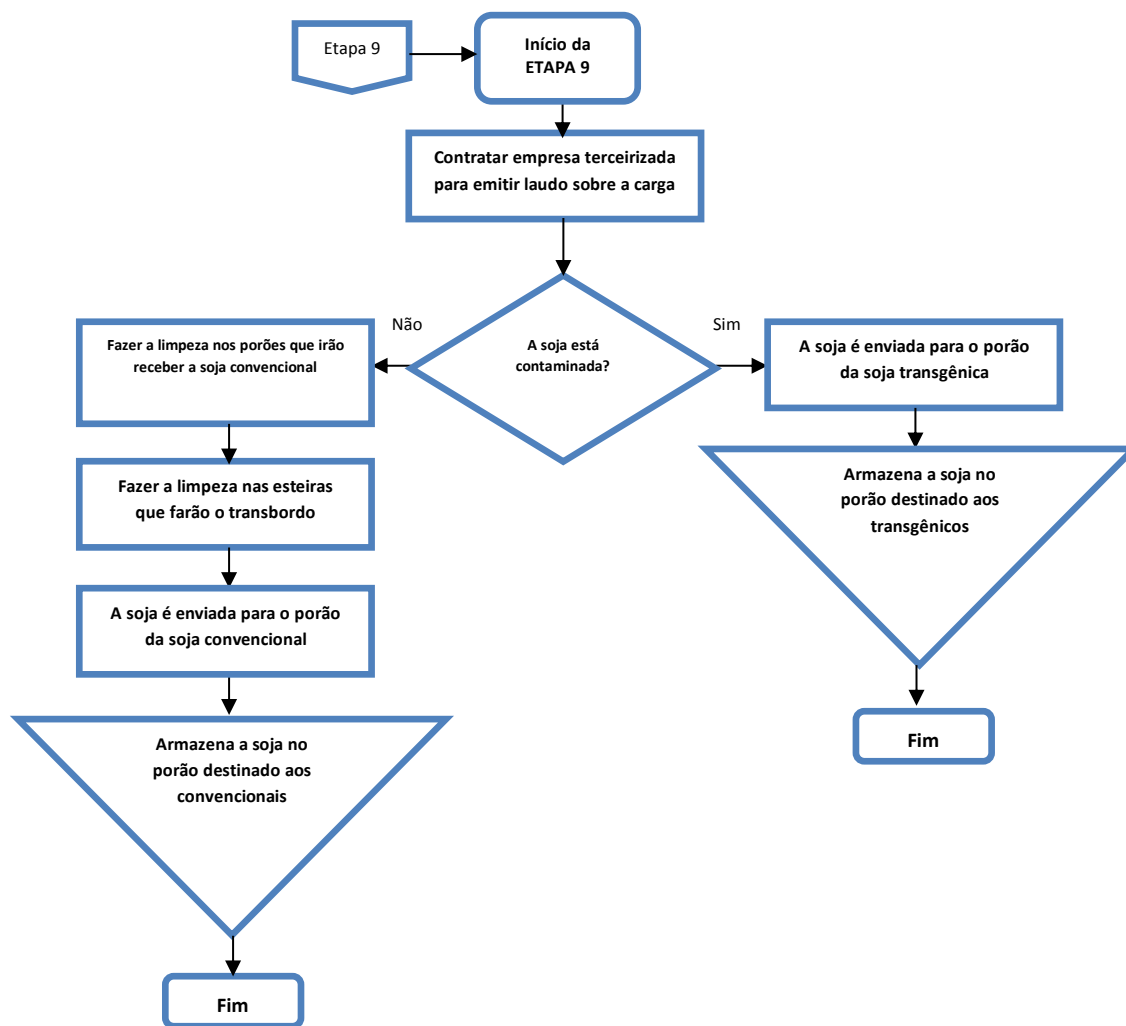 Etapa 9
Início da
ETAPA 9
Contratar empresa terceirizada
para emitir laudo sobre a carga
Não
Sim
A soja está
contaminada?
Fazer a limpeza nos porões que irão
receber a soja convencional
A soja é enviada para o porão
da soja transgênica
Fazer a limpeza nas esteiras
que farão o transbordo
Armazena a soja no
porão destinado aos
transgênicos
A soja é enviada para o porão
da soja convencional
Armazena a soja no
porão destinado aos
convencionais
Fim
Fim